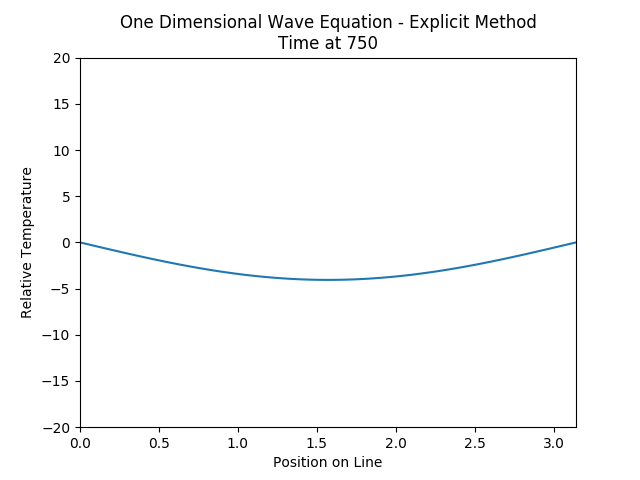 One Dimensional Wave Equation - Explicit Method
Time at 750
20
15
10
5
0
−5
−10
−15
−20
Relative Temperature
0.0 0.5 1.0 1.5 2.0 2.5 3.0
Position on Line